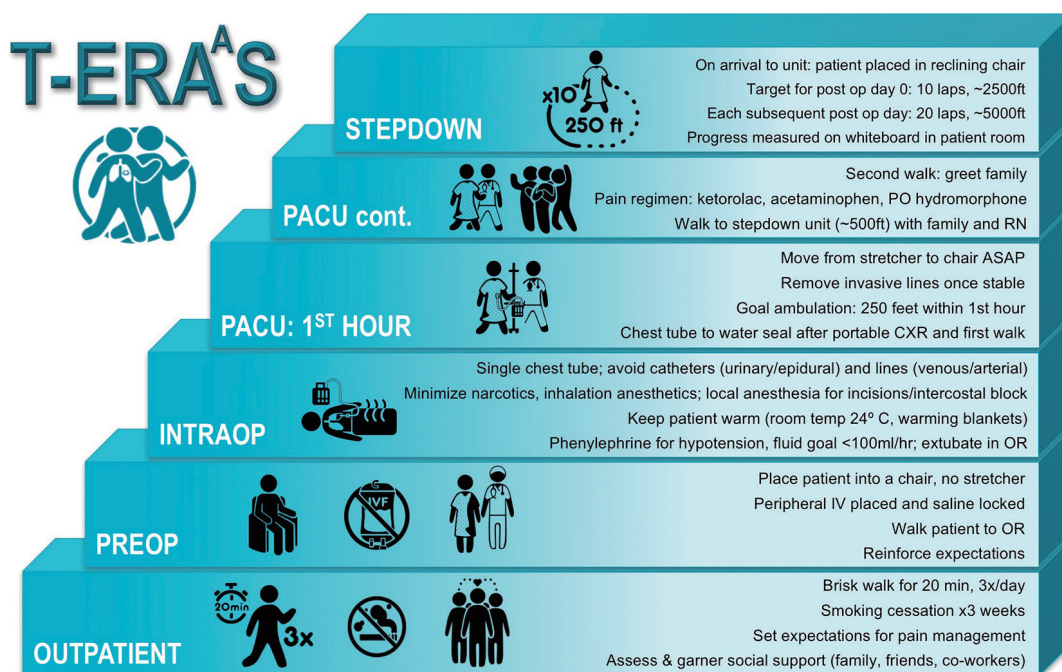 T-ERAAS
x10
250 ft
STEPDOWN
On arrival to unit: patient placed in reclining chair
Target for post op day 0: 10 laps, ~2500ft
Each subsequent post op day: 20 laps, ~5000ft
Progress measured on whiteboard in patient room
PACU cont.
Second walk: greet family
Pain regimen: ketorolac, acetaminophen, PO hydromorphone
Walk to stepdown unit (~500ft) with family and RN
PACU: 1ST HOUR
Move from stretcher to chair ASAP
Remove invasive lines once stable
Goal ambulation: 250 feet within 1st hour
Chest tube to water seal after portable CXR and first walk
INTRAOP
Single chest tube; avoid catheters (urinary/epidural) and lines (venous/arterial)
Minimize narcotics, inhalation anesthetics; local anesthesia for incisions/intercostal block
Keep patient warm (room temp 24º C, warming blankets)
Phenylephrine for hypotension, fluid goal <100ml/hr; extubate in OR
PREOP
IVF
Place patient into a chair, no stretcher
Peripheral IV placed and saline locked
Walk patient to OR
Reinforce expectations
OUTPATIENT
20min
3x
Brisk walk for 20 min, 3x/day
Smoking cessation x3 weeks
Set expectations for pain management
Assess & garner social support (family, friends, co-workers)